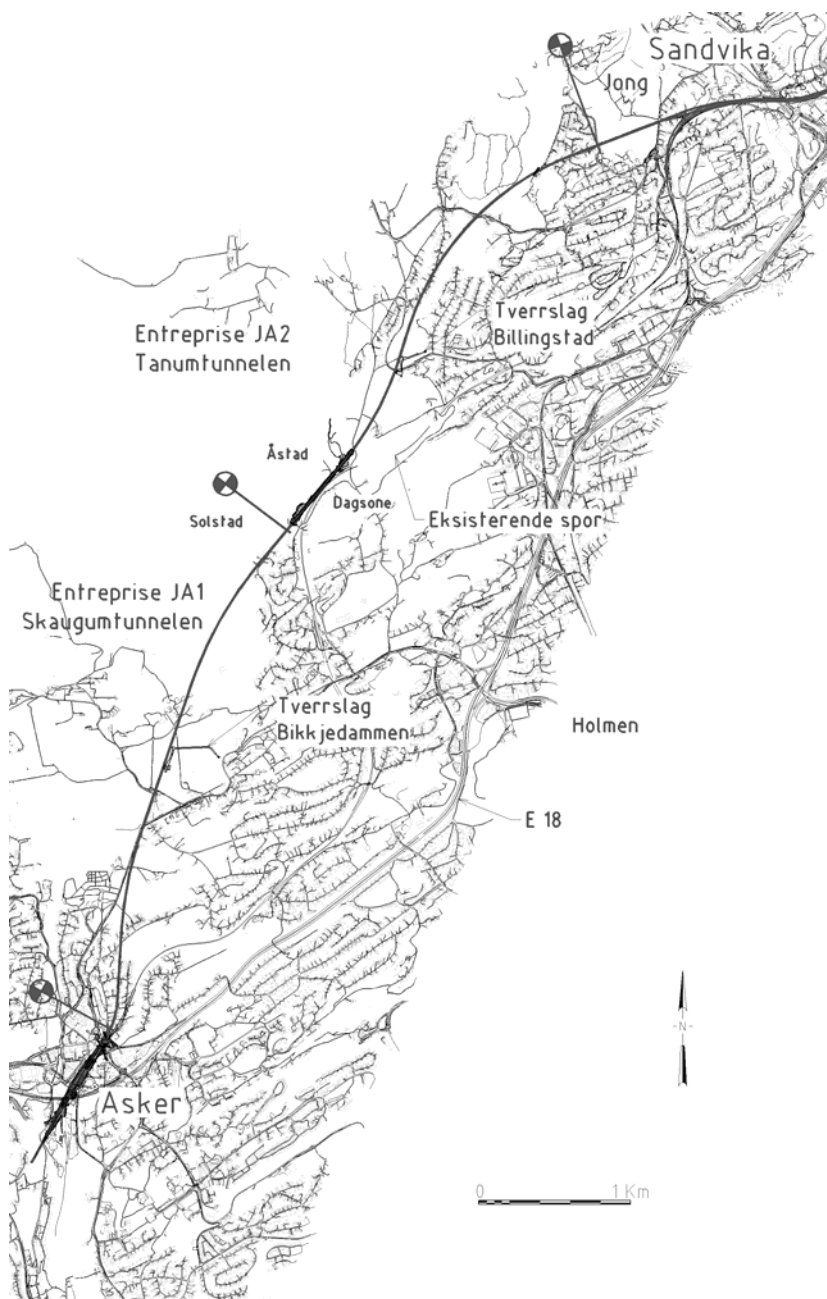 Sandvika
Jong
Tverrslag
Billingstad
Entreprise JA2
Tanumtunnelen
Åstad
Dagsone
Solstad
Eksisterende spor
Entreprise JA1
Skaugumtunnelen
Tverrslag
Bikkjedammen
Holmen
E 18
-N-
Asker
0 1 Km